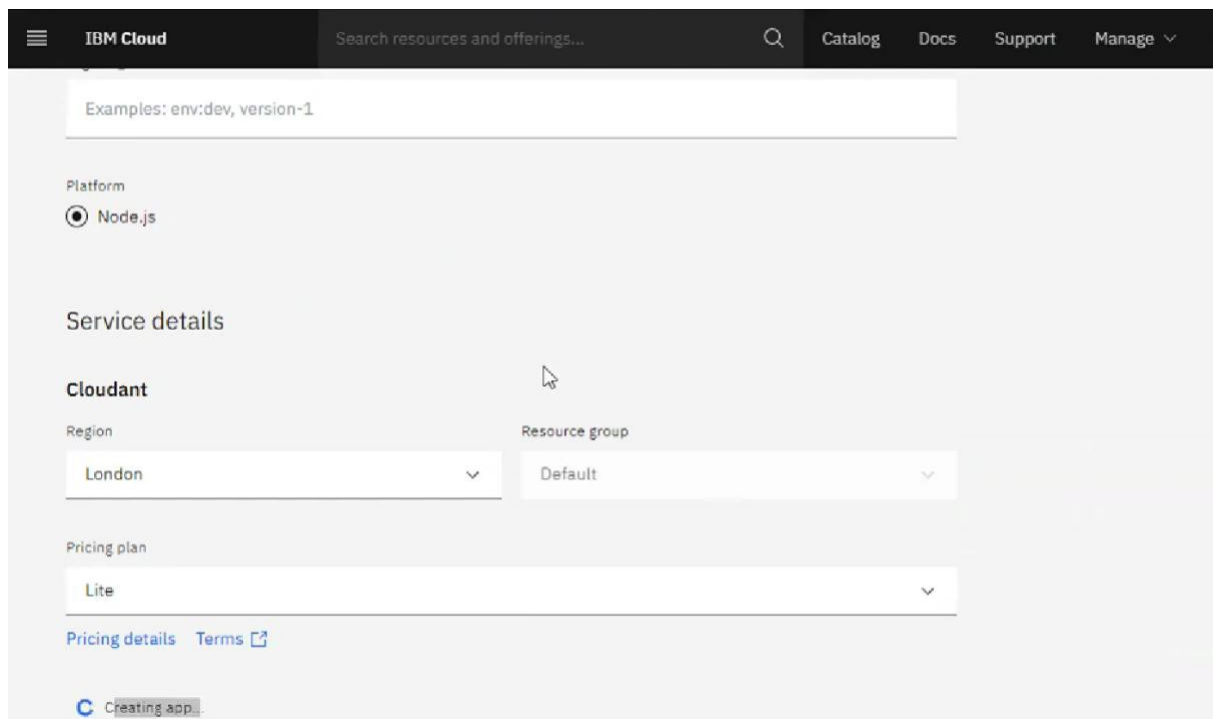 IBM Cloud Search resources and offerings... Catalog Docs Support Manage
Examples: env:dev, version-1
Platform
Node.js
Service details
Cloudant
Region Resource group
London Default
Pricing plan
Lite
Pricing details Terms
Creating app...